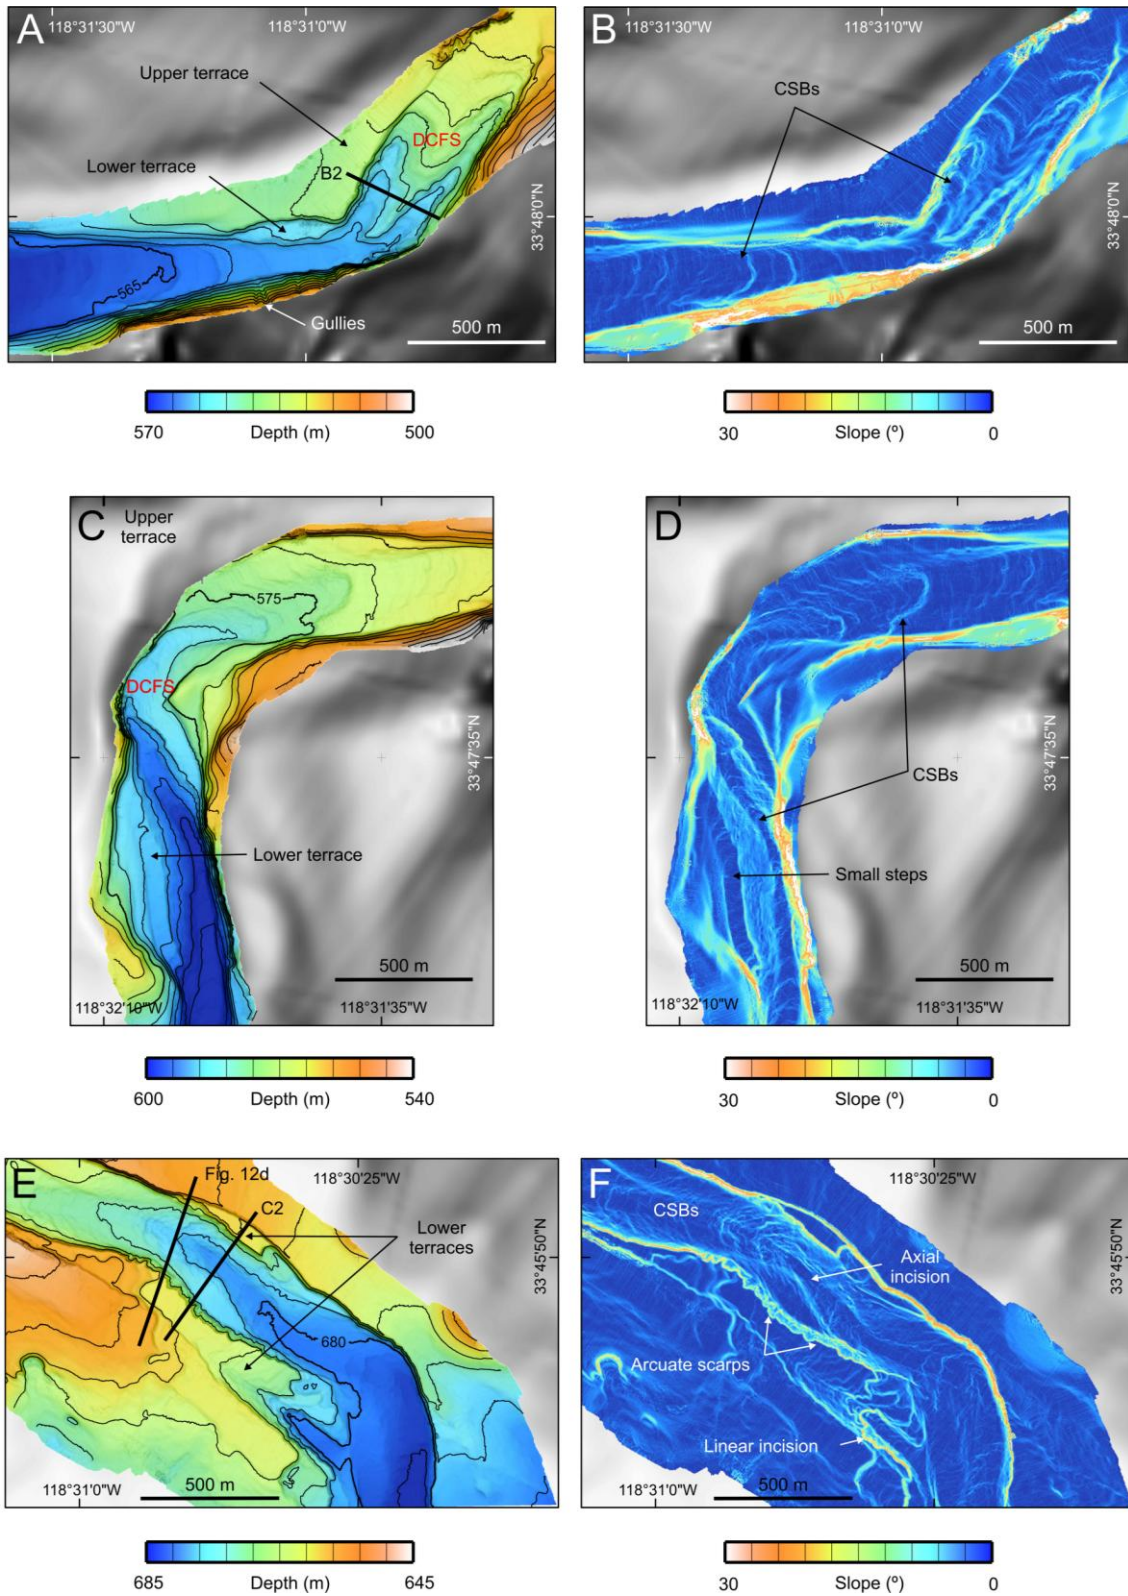 A
118°31'30"W
118°31'0"W
Upper terrace
DCFS
Lower terrace
B2
33°48'0"N
565
Gullies
500 m
570
Depth (m)
500
B
118°31'30"W
118°31'0"W
CSBs
33°48'0"N
500 m
30
Slope (º)
0
C
Upper
terrace
575
DCFS
33°47'35"N
Lower terrace
500 m
118°32'10"W
118°31'35"W
600
Depth (m)
540
D
33°47'35"N
CSBs
Small steps
500 m
118°32'10"W
118°31'35"W
30
Slope (º)
0
E
Fig. 12d
118°30'25"W
C2
Lower
terraces
33°45'50"N
680
500 m
118°31'0"W
685
Depth (m)
645
F
118°30'25"W
CSBs
Axial
incision
33°45'50"N
Arcuate scarps
Linear incision
500 m
118°31'0"W
30
Slope (º)
0